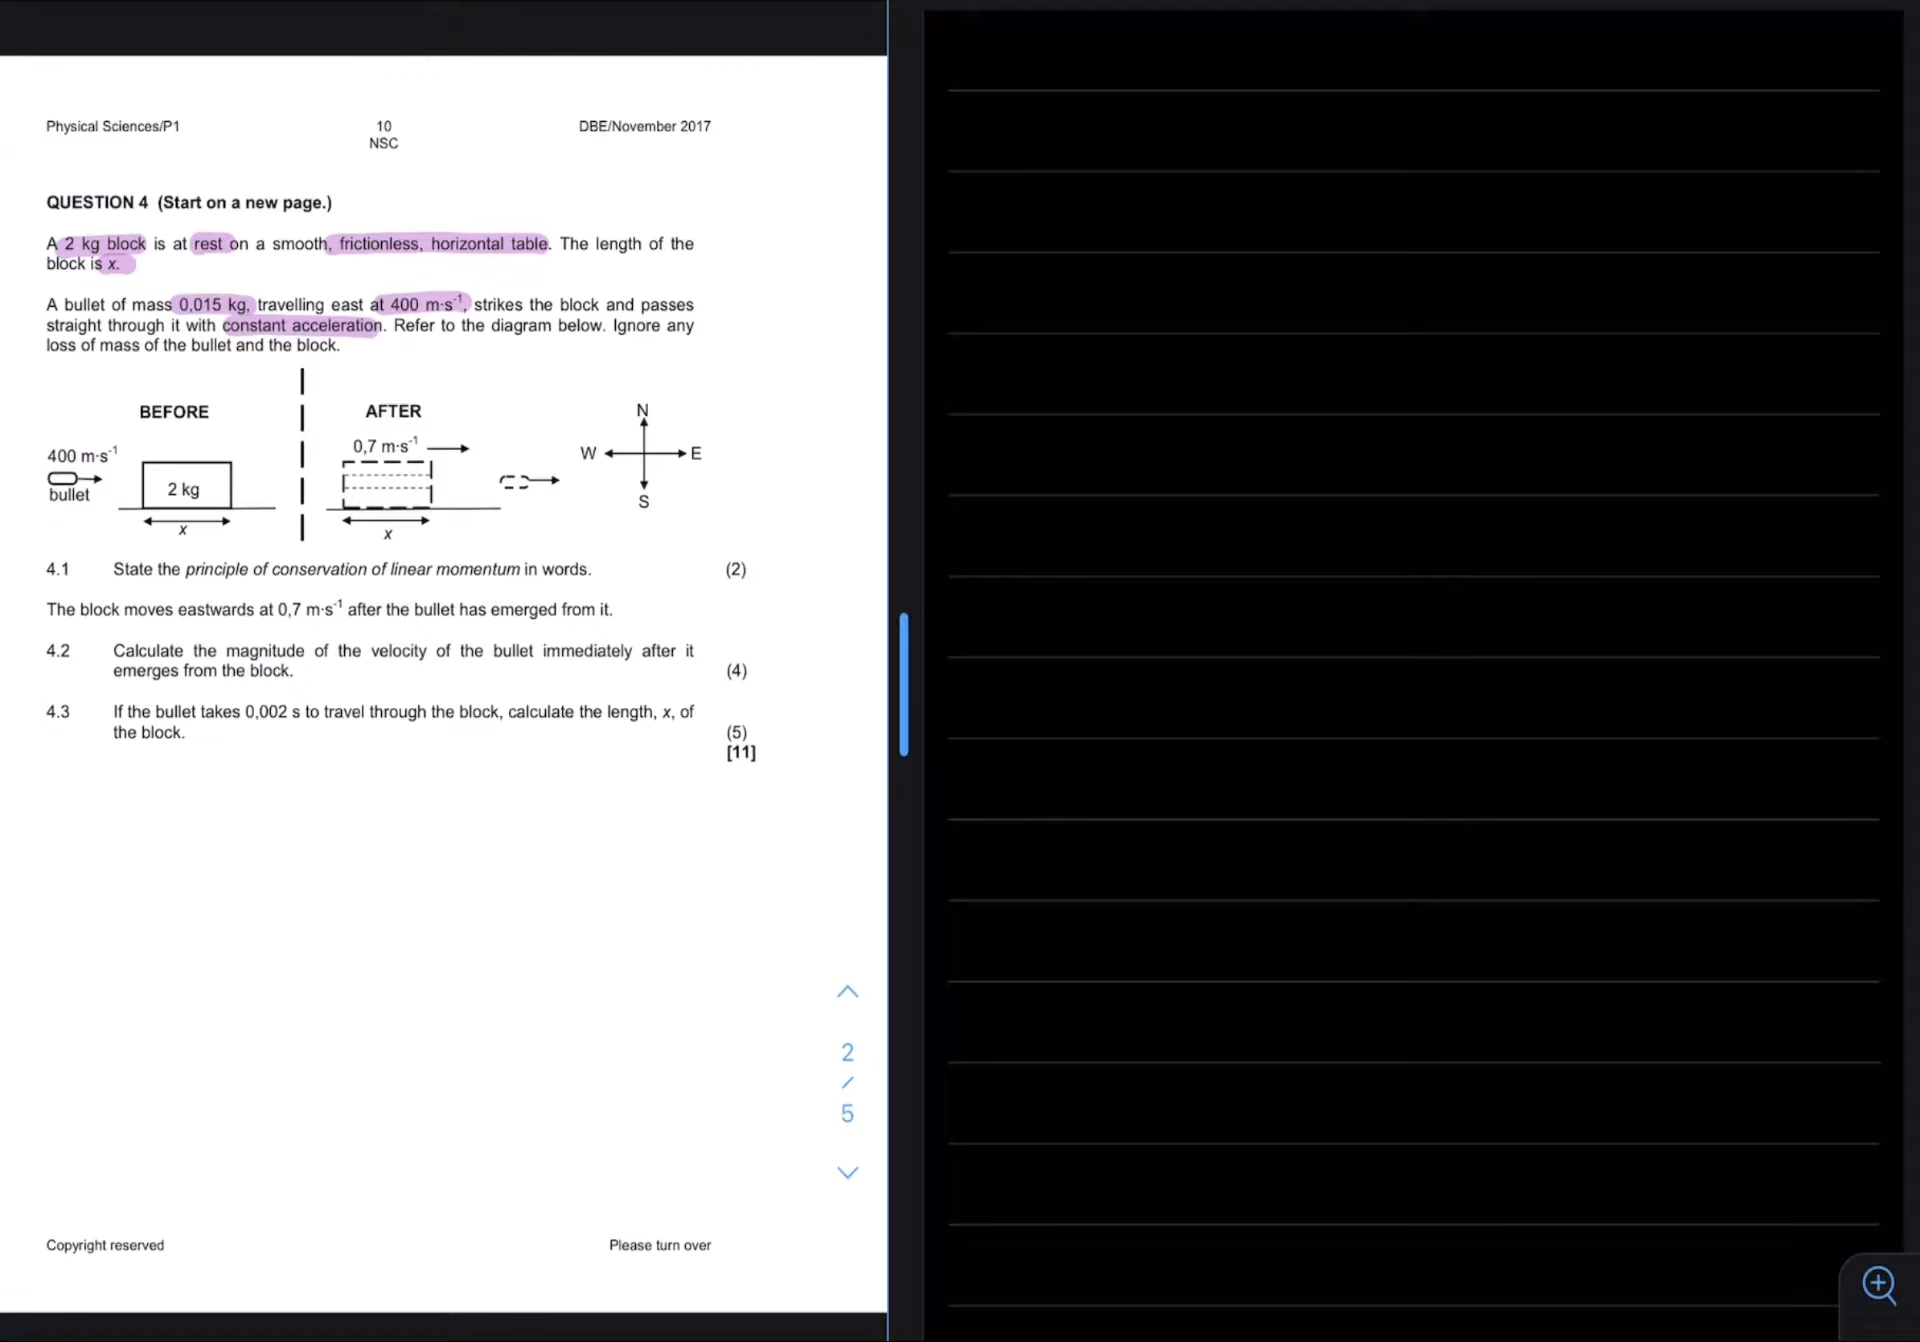 Physical Sciences/P1 10 DBE/November 2017
NSC
QUESTION 4 (Start on a new page.)
A 2 kg block is at rest on a smooth, frictionless, horizontal table. The length of the
block is x.
A bullet of mass 0,015 kg, travelling east at 400 m·s⁻¹, strikes the block and passes
straight through it with constant acceleration. Refer to the diagram below. Ignore any
loss of mass of the bullet and the block.
BEFORE AFTER N
400 m·s⁻¹ 0,7 m·s⁻¹ W E
bullet 2 kg S
x x
4.1 State the principle of conservation of linear momentum in words. (2)
The block moves eastwards at 0,7 m·s⁻¹ after the bullet has emerged from it.
4.2 Calculate the magnitude of the velocity of the bullet immediately after it
emerges from the block. (4)
4.3 If the bullet takes 0,002 s to travel through the block, calculate the length, x, of
the block. (5)
[11]
2
/
5
Copyright reserved Please turn over